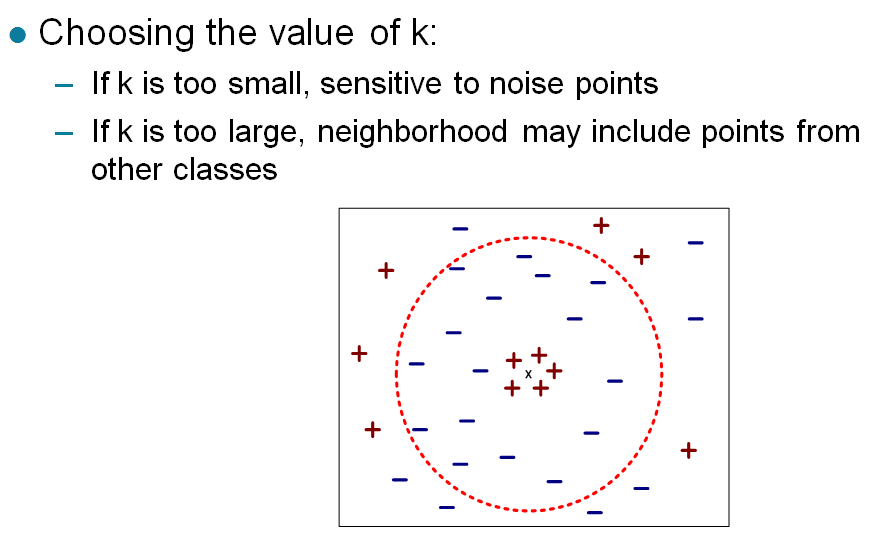 Choosing the value of k:
– If k is too small, sensitive to noise points
– If k is too large, neighborhood may include points from
other classes
x